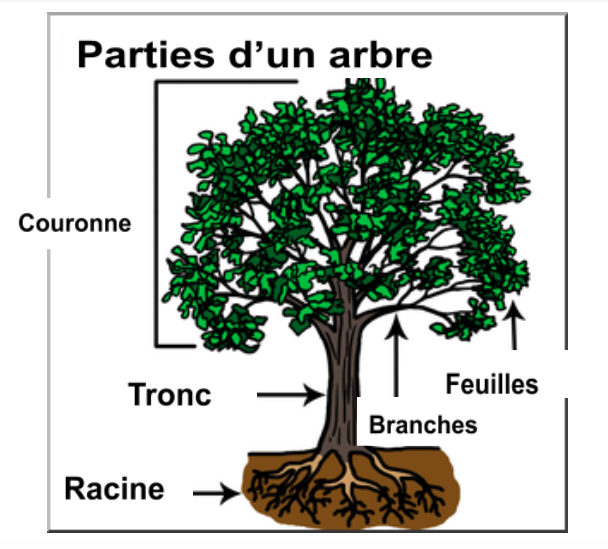 Parties d'un arbre
Couronne
Tronc
Feuilles
Branches
Racine